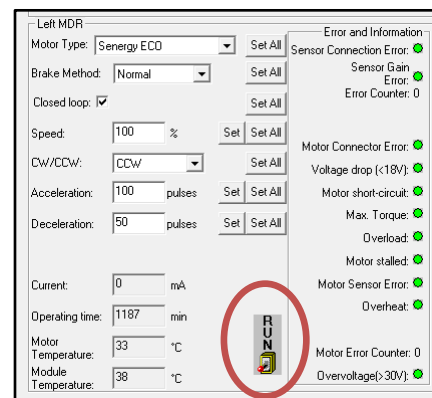 Left MDR
Motor Type: Senergy ECO Set All
Brake Method: Normal Set All
Closed loop: Set All
Speed: 100 % Set Set All
CW/CCW: CCW Set All
Acceleration: 100 pulses Set Set All
Deceleration: 50 pulses Set Set All
Current: 0 mA
Operating time: 1187 min
Motor
Temperature: 33 °C
Module
Temperature: 38 °C
RUN
Error and Information
Sensor Connection Error:
Sensor Gain
Error:
Error Counter: 0
Motor Connector Error:
Voltage drop (<18V):
Motor short-circuit:
Max. Torque:
Overload:
Motor stalled:
Motor Sensor Error:
Overheat:
Motor Error Counter: 0
Overvoltage(>30V):